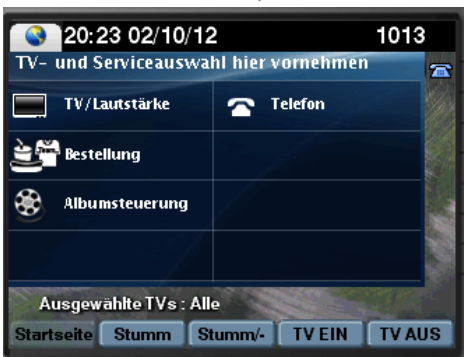 20:23 02/10/12 1013
TV- und Serviceauswahl hier vornehmen
TV/Lautstärke Telefon
Bestellung
Albumsteuerung
Ausgewählte TVs : Alle
Startseite Stumm Stumm/- TV EIN TV AUS